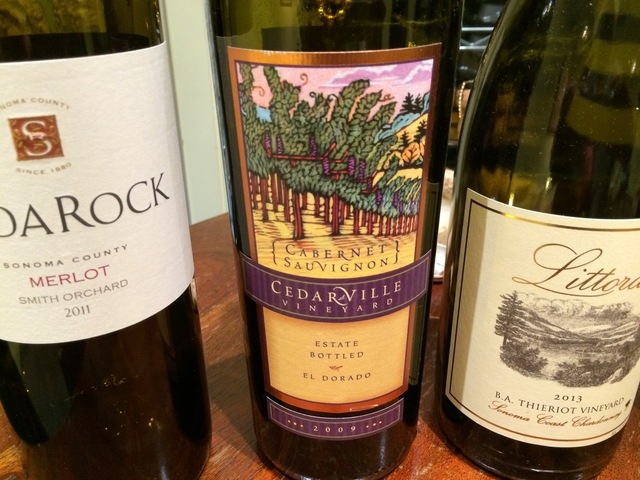 SONOMA COUNTY
S
SINCE 1880
DAROCK
SONOMA COUNTY
MERLOT
SMITH ORCHARD
2011
CABERNET
SAUVIGNON
CEDARVILLE
VINEYARD
ESTATE
BOTTLED
EL DORADO
2009
Littora
2013
B.A. THIERIOT VINEYARD
Sonoma Coast Chardonnay